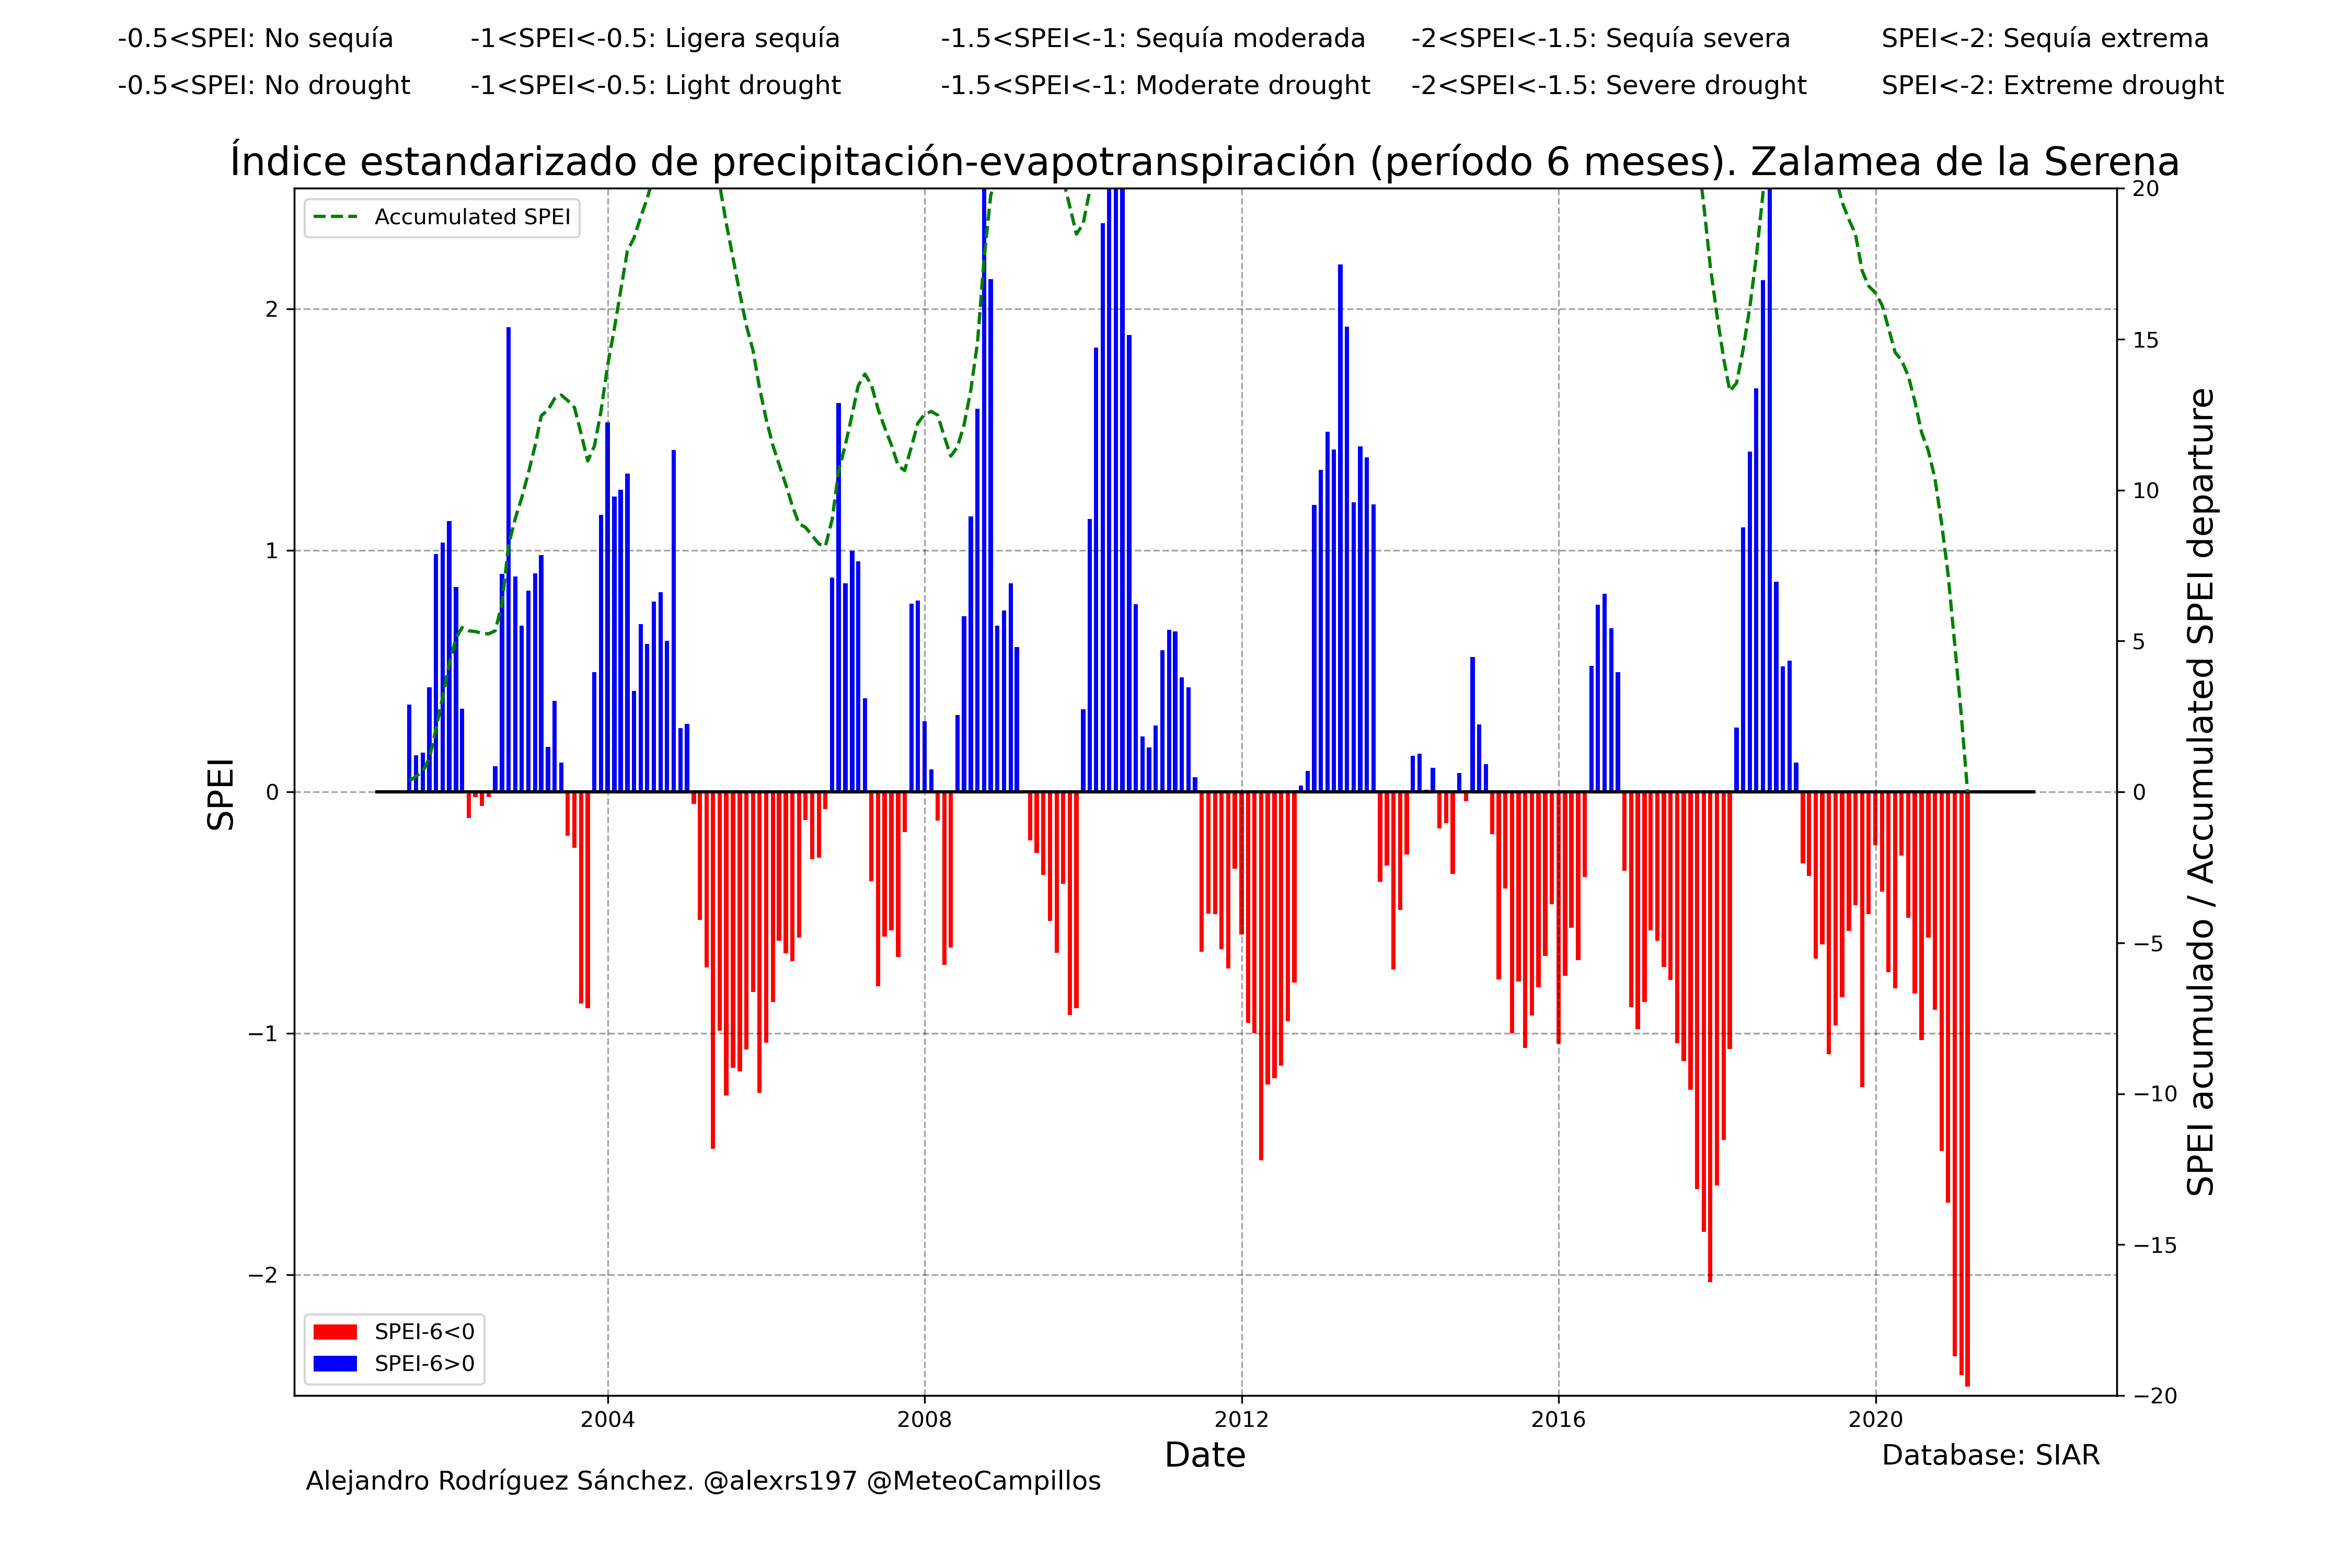 -0.5<SPEI: No sequía -1<SPEI<-0.5: Ligera sequía -1.5<SPEI<-1: Sequía moderada -2<SPEI<-1.5: Sequía severa SPEI<-2: Sequía extrema
-0.5<SPEI: No drought -1<SPEI<-0.5: Light drought -1.5<SPEI<-1: Moderate drought -2<SPEI<-1.5: Severe drought SPEI<-2: Extreme drought
Índice estandarizado de precipitación-evapotranspiración (período 6 meses). Zalamea de la Serena
Accumulated SPEI
2
1
0
−1
−2
SPEI
20
15
10
5
0
−5
−10
−15
−20
SPEI acumulado / Accumulated SPEI departure
SPEI-6<0
SPEI-6>0
2004 2008 2012 2016 2020
Date
Database: SIAR
Alejandro Rodríguez Sánchez. @alexrs197 @MeteoCampillos